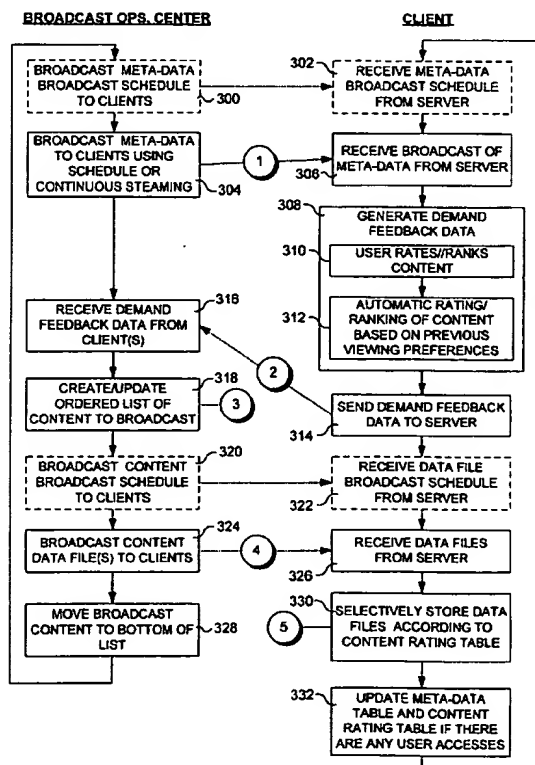 BROADCAST OPS. CENTER
CLIENT
BROADCAST META-DATA
BROADCAST SCHEDULE
TO CLIENTS
300
302
RECEIVE META-DATA
BROADCAST SCHEDULE
FROM SERVER
BROADCAST META-DATA
TO CLIENTS USING
SCHEDULE OR
CONTINUOUS STEAMING
304
1
RECEIVE BROADCAST OF
META-DATA FROM SERVER
306
308
GENERATE DEMAND
FEEDBACK DATA
310
USER RATES//RANKS
CONTENT
312
AUTOMATIC RATING/
RANKING OF CONTENT
BASED ON PREVIOUS
VIEWING PREFERENCES
316
RECEIVE DEMAND
FEEDBACK DATA FROM
CLIENT(S)
2
318
CREATE/UPDATE
ORDERED LIST OF
CONTENT TO BROADCAST
3
SEND DEMAND FEEDBACK
DATA TO SERVER
314
320
BROADCAST CONTENT
BROADCAST SCHEDULE
TO CLIENTS
RECEIVE DATA FILE
BROADCAST SCHEDULE
FROM SERVER
322
324
BROADCAST CONTENT
DATA FILE(S) TO CLIENTS
4
RECEIVE DATA FILES
FROM SERVER
326
MOVE BROADCAST
CONTENT TO BOTTOM OF
LIST
328
330
SELECTIVELY STORE DATA
FILES ACCORDING TO
CONTENT RATING TABLE
5
332
UPDATE META-DATA
TABLE AND CONTENT
RATING TABLE IF THERE
ARE ANY USER ACCESSES